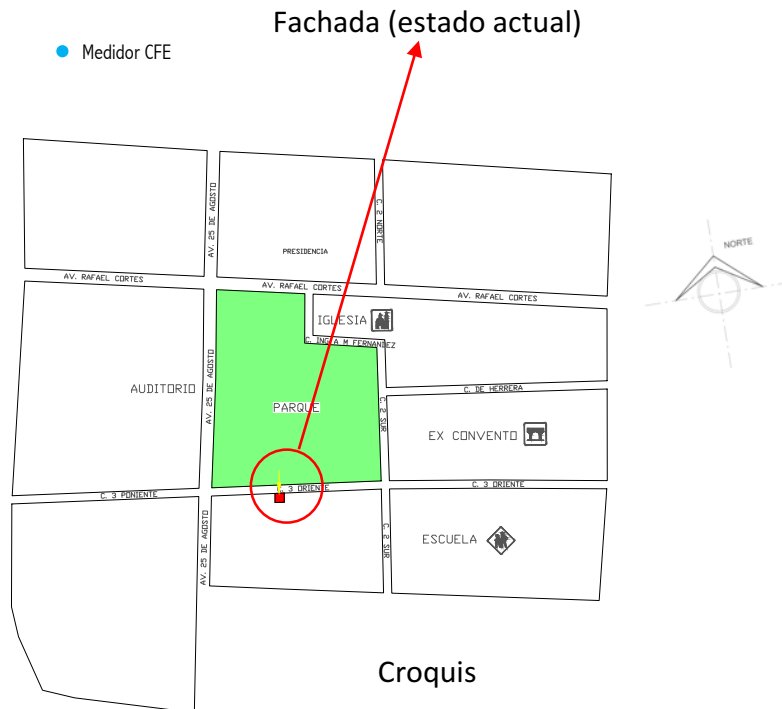 Fachada (estado actual)
Medidor CFE
AV. 25 DE AGOSTO
C. 2 NORTE
PRESIDENCIA
NORTE
AV. RAFAEL CORTES
AV. RAFAEL CORTES
AV. RAFAEL CORTES
IGLESIA
M FERNANDEZ
AV. 25 DE AGOSTO
AUDITORIO
C. DE HERRERA
PARQUE
C. 2 SUR
EX CONVENTO
C. 3 PONIENTE
3 ORIENTE
C. 3 ORIENTE
AV. 25 DE AGOSTO
C. 2 SUR
ESCUELA
Croquis